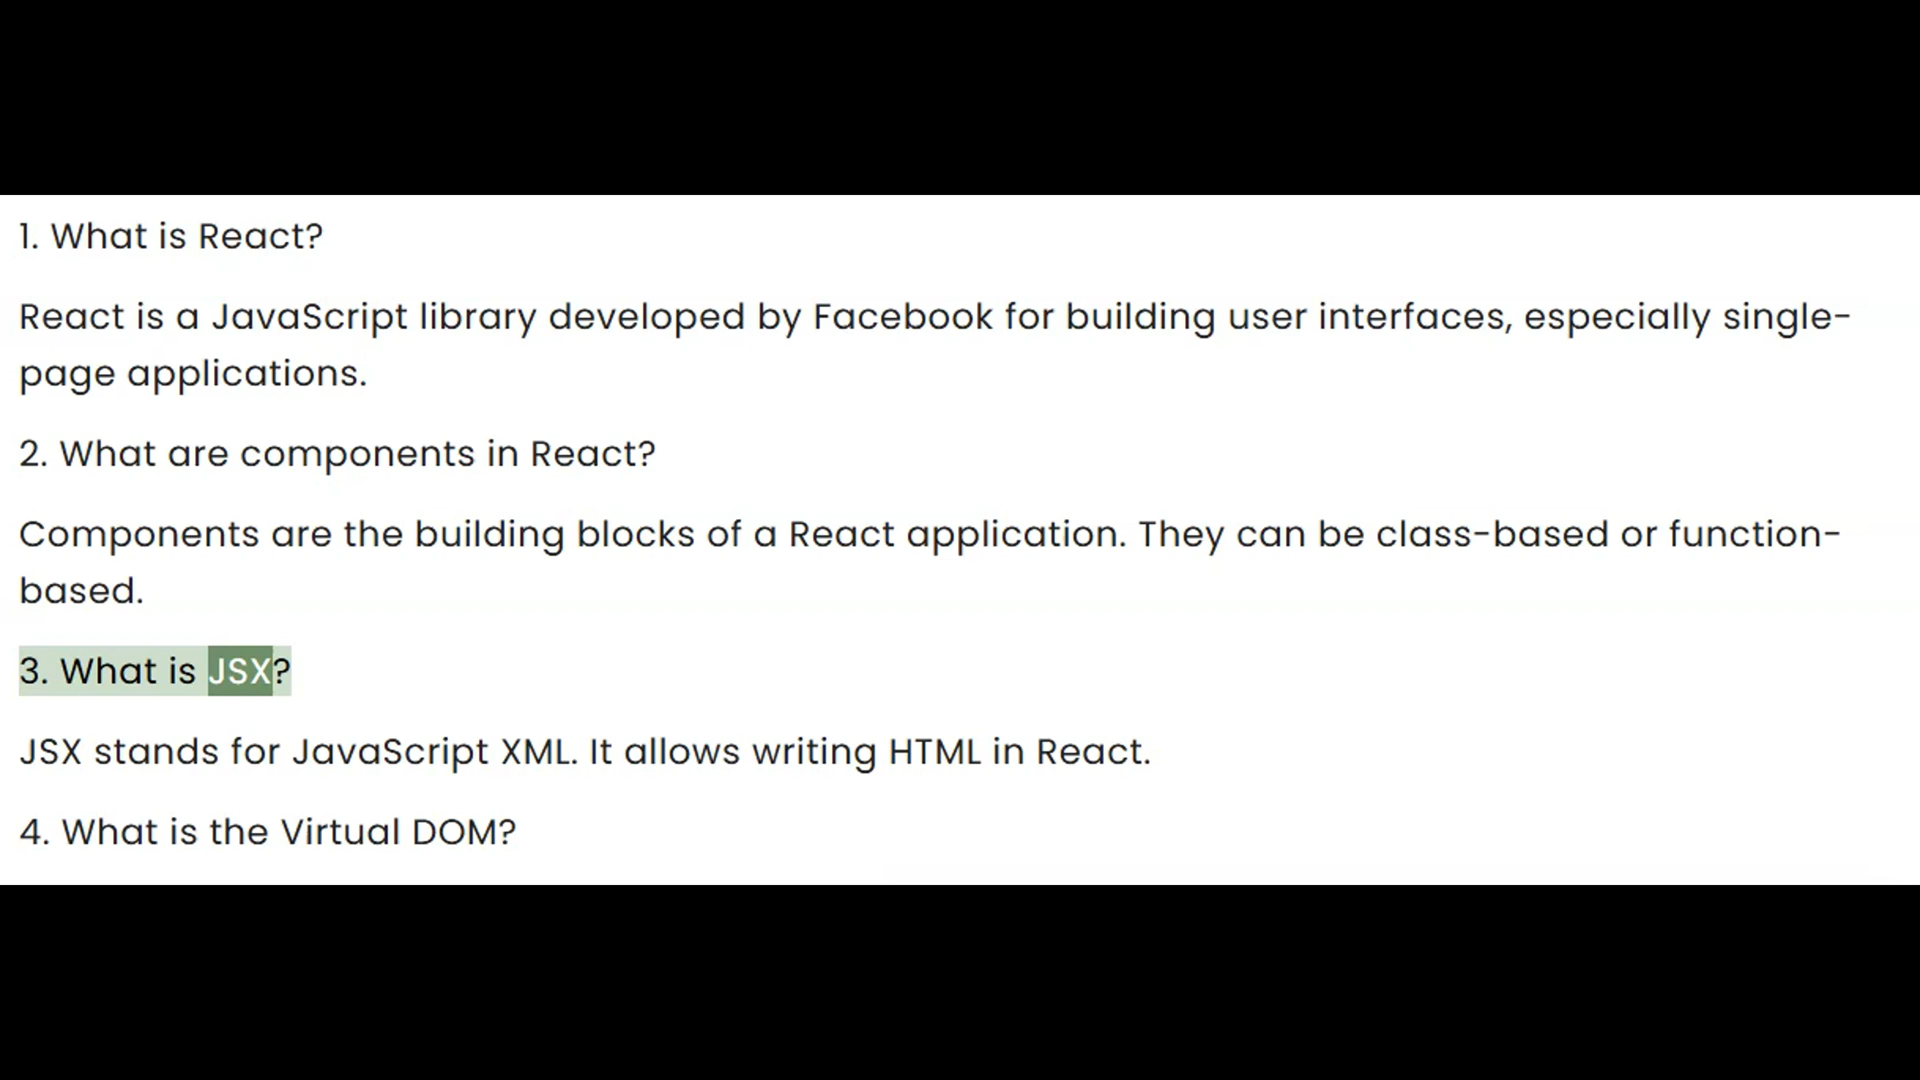 1. What is React?
React is a JavaScript library developed by Facebook for building user interfaces, especially single-
page applications.
2. What are components in React?
Components are the building blocks of a React application. They can be class-based or function-
based.
3. What is JSX?
JSX stands for JavaScript XML. It allows writing HTML in React.
4. What is the Virtual DOM?